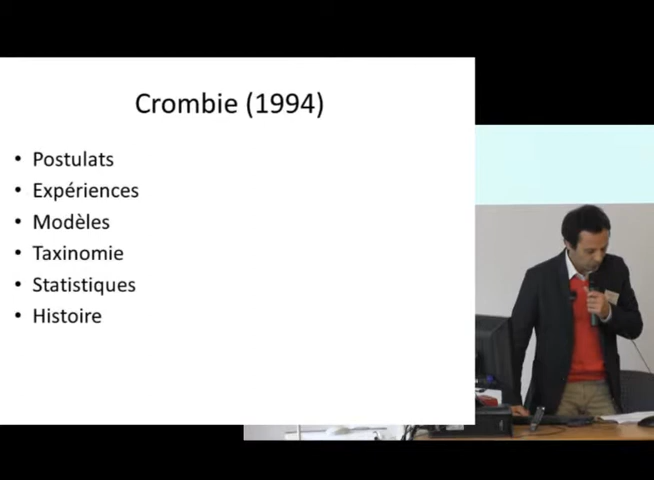 Crombie (1994)
• Postulats
• Expériences
• Modèles
• Taxinomie
• Statistiques
• Histoire